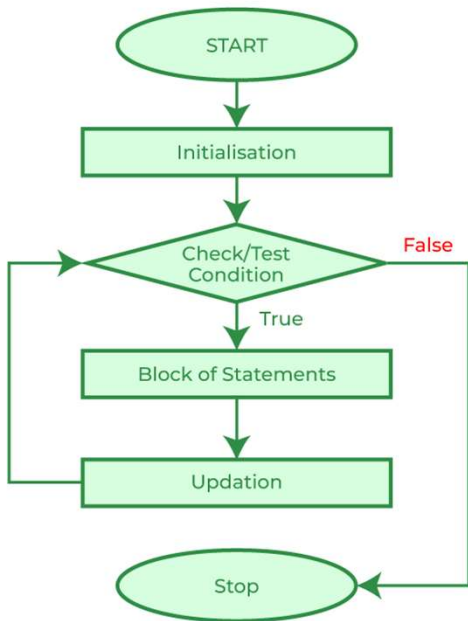 START
Initialisation
Check/Test
Condition
False
True
Block of Statements
Updation
Stop